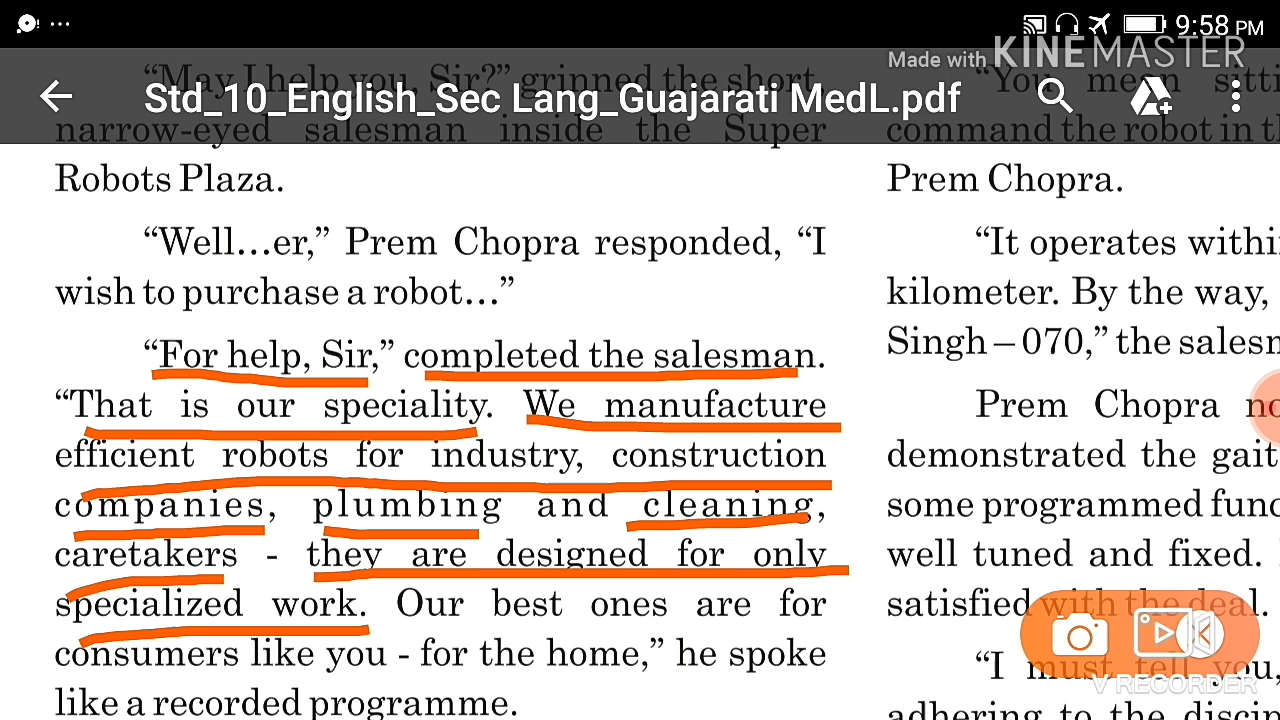 9:58 PM
Made with KINEMASTER
Std_10_English_Sec Lang_Guajarati MedL.pdf
“May I help you, Sir?” grinned the short
narrow-eyed salesman inside the Super
Robots Plaza.
“Well...er,” Prem Chopra responded, “I
wish to purchase a robot...”
“For help, Sir,” completed the salesman.
“That is our speciality. We manufacture
efficient robots for industry, construction
companies, plumbing and cleaning,
caretakers - they are designed for only
specialized work. Our best ones are for
consumers like you - for the home,” he spoke
like a recorded programme.
“You mean sitti
command the robot in th
Prem Chopra.
“It operates withi
kilometer. By the way,
Singh – 070,” the salesm
Prem Chopra no
demonstrated the gait
some programmed func
well tuned and fixed.
satisfied with the deal.
“I must tell you,
adhering to the discip
V RECORDER